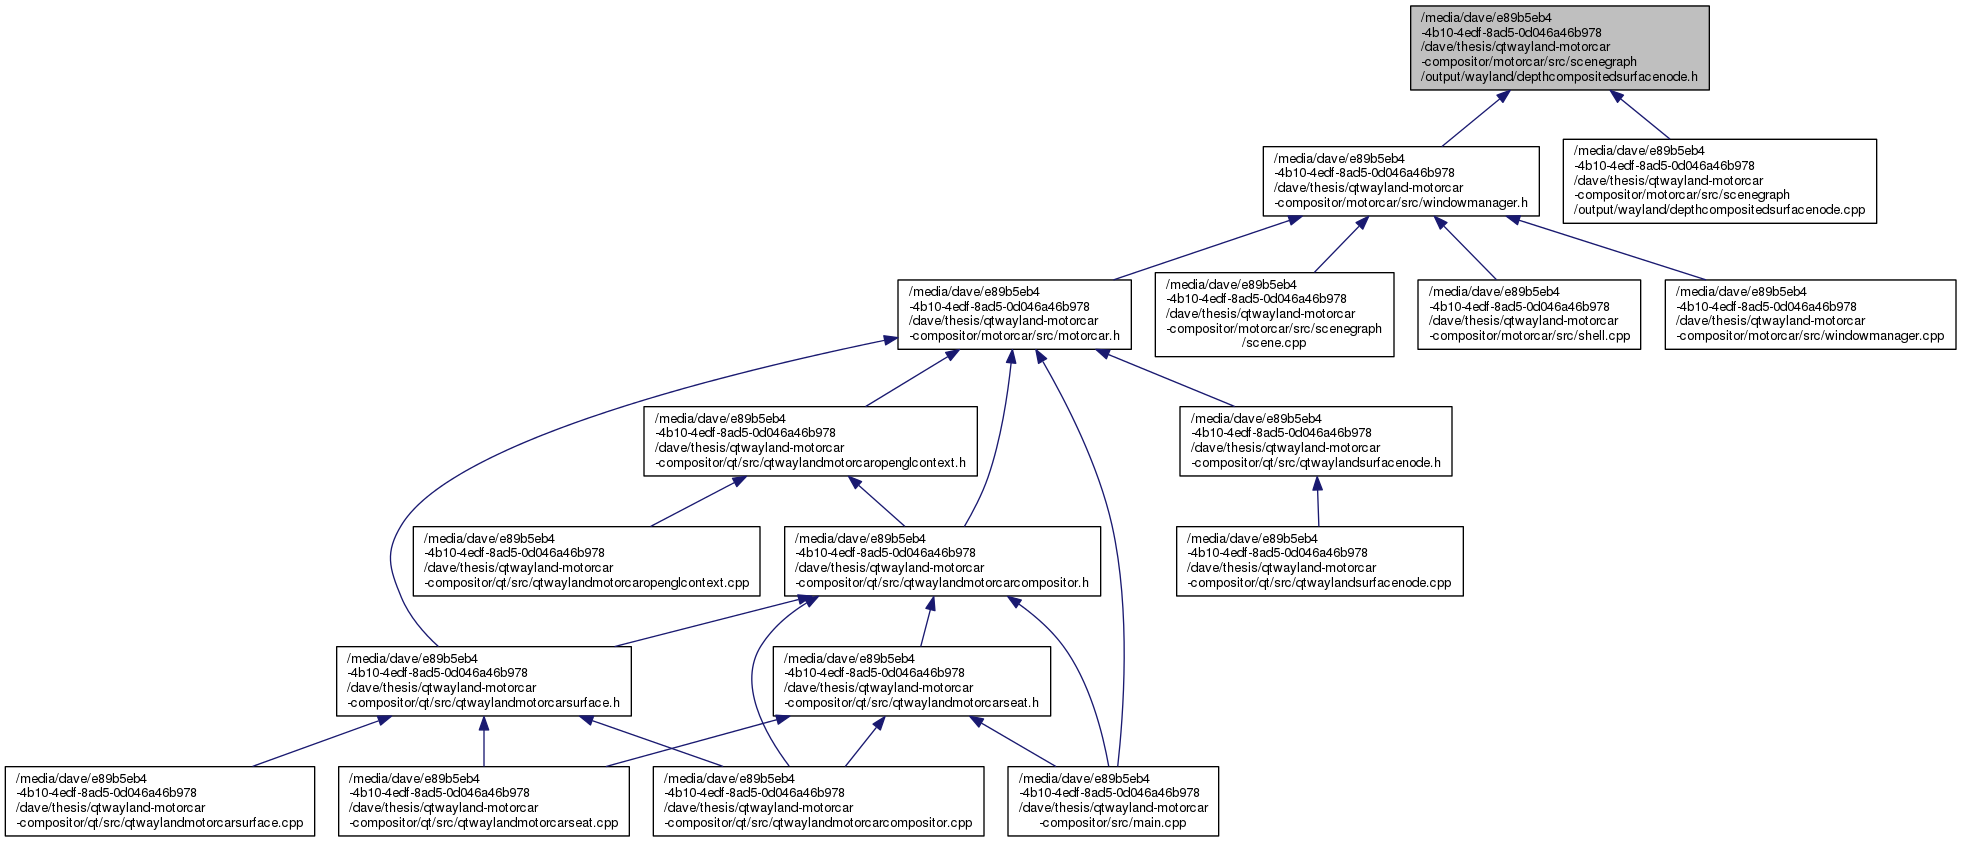 /media/dave/e89b5eb4
-4b10-4edf-8ad5-0d046a46b978
/dave/thesis/qtwayland-motorcar
-compositor/motorcar/src/scenegraph
/output/wayland/depthcompositedsurfacenode.h
/media/dave/e89b5eb4
-4b10-4edf-8ad5-0d046a46b978
/dave/thesis/qtwayland-motorcar
-compositor/motorcar/src/windowmanager.h
/media/dave/e89b5eb4
-4b10-4edf-8ad5-0d046a46b978
/dave/thesis/qtwayland-motorcar
-compositor/motorcar/src/scenegraph
/output/wayland/depthcompositedsurfacenode.cpp
/media/dave/e89b5eb4
-4b10-4edf-8ad5-0d046a46b978
/dave/thesis/qtwayland-motorcar
-compositor/motorcar/src/motorcar.h
/media/dave/e89b5eb4
-4b10-4edf-8ad5-0d046a46b978
/dave/thesis/qtwayland-motorcar
-compositor/motorcar/src/scenegraph
/scene.cpp
/media/dave/e89b5eb4
-4b10-4edf-8ad5-0d046a46b978
/dave/thesis/qtwayland-motorcar
-compositor/motorcar/src/shell.cpp
/media/dave/e89b5eb4
-4b10-4edf-8ad5-0d046a46b978
/dave/thesis/qtwayland-motorcar
-compositor/motorcar/src/windowmanager.cpp
/media/dave/e89b5eb4
-4b10-4edf-8ad5-0d046a46b978
/dave/thesis/qtwayland-motorcar
-compositor/qt/src/qtwaylandmotorcaropenglcontext.h
/media/dave/e89b5eb4
-4b10-4edf-8ad5-0d046a46b978
/dave/thesis/qtwayland-motorcar
-compositor/qt/src/qtwaylandsurfacenode.h
/media/dave/e89b5eb4
-4b10-4edf-8ad5-0d046a46b978
/dave/thesis/qtwayland-motorcar
-compositor/qt/src/qtwaylandmotorcaropenglcontext.cpp
/media/dave/e89b5eb4
-4b10-4edf-8ad5-0d046a46b978
/dave/thesis/qtwayland-motorcar
-compositor/qt/src/qtwaylandmotorcarcompositor.h
/media/dave/e89b5eb4
-4b10-4edf-8ad5-0d046a46b978
/dave/thesis/qtwayland-motorcar
-compositor/qt/src/qtwaylandsurfacenode.cpp
/media/dave/e89b5eb4
-4b10-4edf-8ad5-0d046a46b978
/dave/thesis/qtwayland-motorcar
-compositor/qt/src/qtwaylandmotorcarsurface.h
/media/dave/e89b5eb4
-4b10-4edf-8ad5-0d046a46b978
/dave/thesis/qtwayland-motorcar
-compositor/qt/src/qtwaylandmotorcarseat.h
/media/dave/e89b5eb4
-4b10-4edf-8ad5-0d046a46b978
/dave/thesis/qtwayland-motorcar
-compositor/qt/src/qtwaylandmotorcarsurface.cpp
/media/dave/e89b5eb4
-4b10-4edf-8ad5-0d046a46b978
/dave/thesis/qtwayland-motorcar
-compositor/qt/src/qtwaylandmotorcarseat.cpp
/media/dave/e89b5eb4
-4b10-4edf-8ad5-0d046a46b978
/dave/thesis/qtwayland-motorcar
-compositor/qt/src/qtwaylandmotorcarcompositor.cpp
/media/dave/e89b5eb4
-4b10-4edf-8ad5-0d046a46b978
/dave/thesis/qtwayland-motorcar
-compositor/src/main.cpp